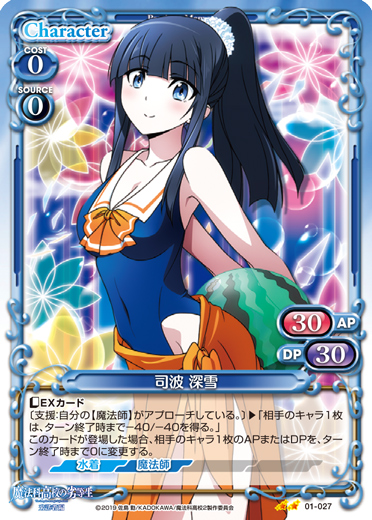 Character
COST
0
SOURCE
0
30 AP
DP 30
司波 深雪
EXカード
〔支援:自分の【魔法師】がアプローチしている。〕▶「相手のキャラ1枚
は、ターン終了時まで-40/-40を得る。」
このカードが登場した場合、相手のキャラ1枚のAPまたはDPを、ター
ン終了時まで0に変更する。
水着 魔法師
魔法科高校の劣等生
01-027
©2019 佐島 勤/KADOKAWA/魔法科高校2製作委員会